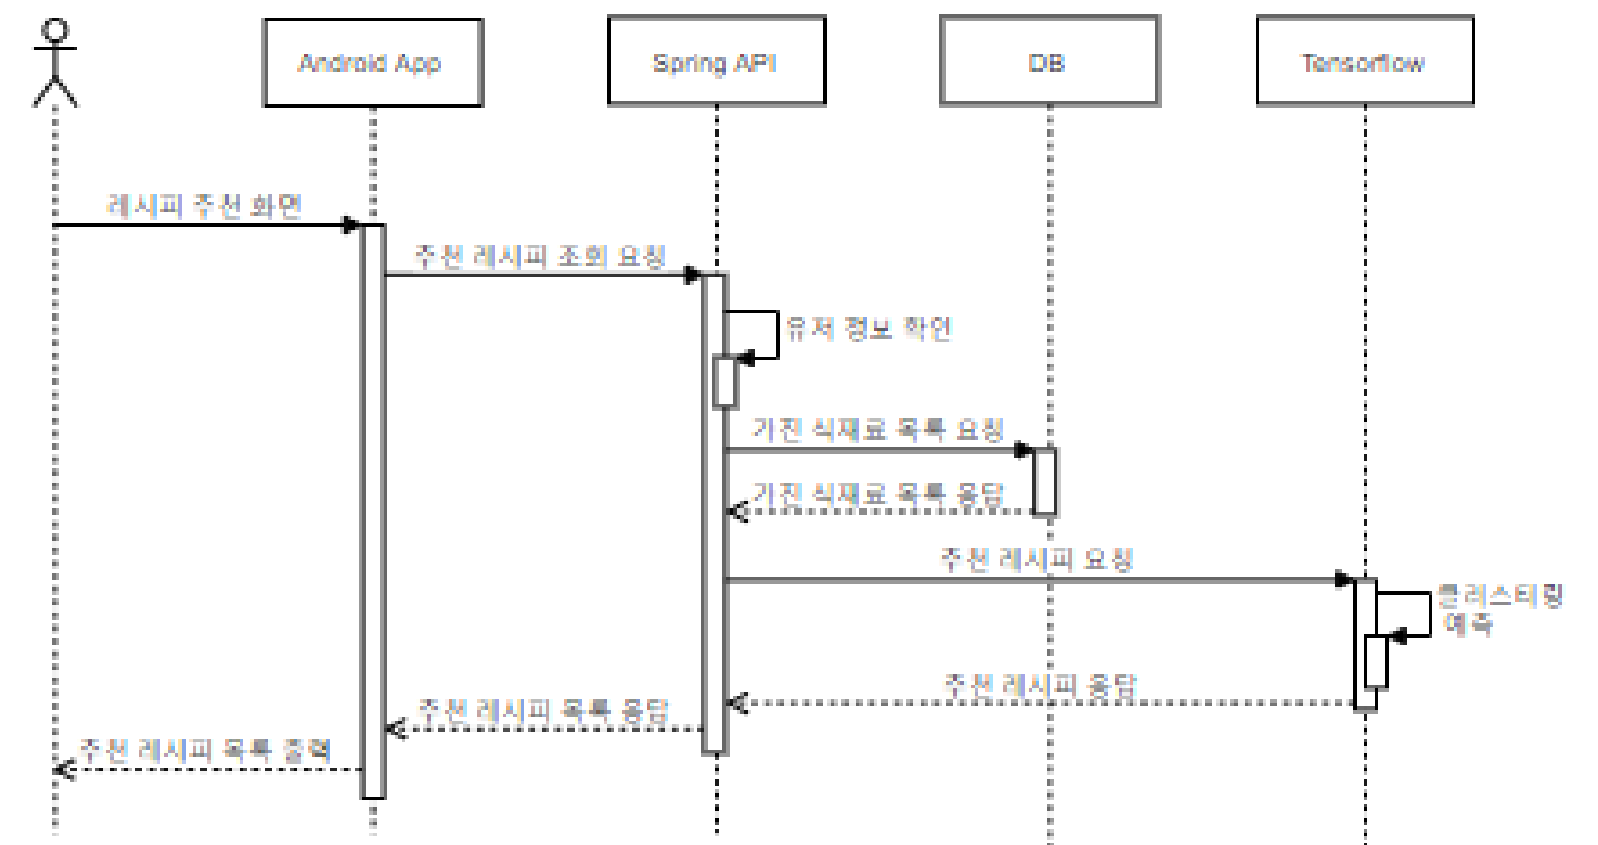 Android App
Spring API
DB
Tensorflow
레시피 추천 화면
추천 레시피 조회 요청
유저 정보 확인
가진 식재료 목록 요청
가진 식재료 목록 응답
추천 레시피 요청
클러스터링
예측
추천 레시피 응답
추천 레시피 목록 응답
추천 레시피 목록 출력